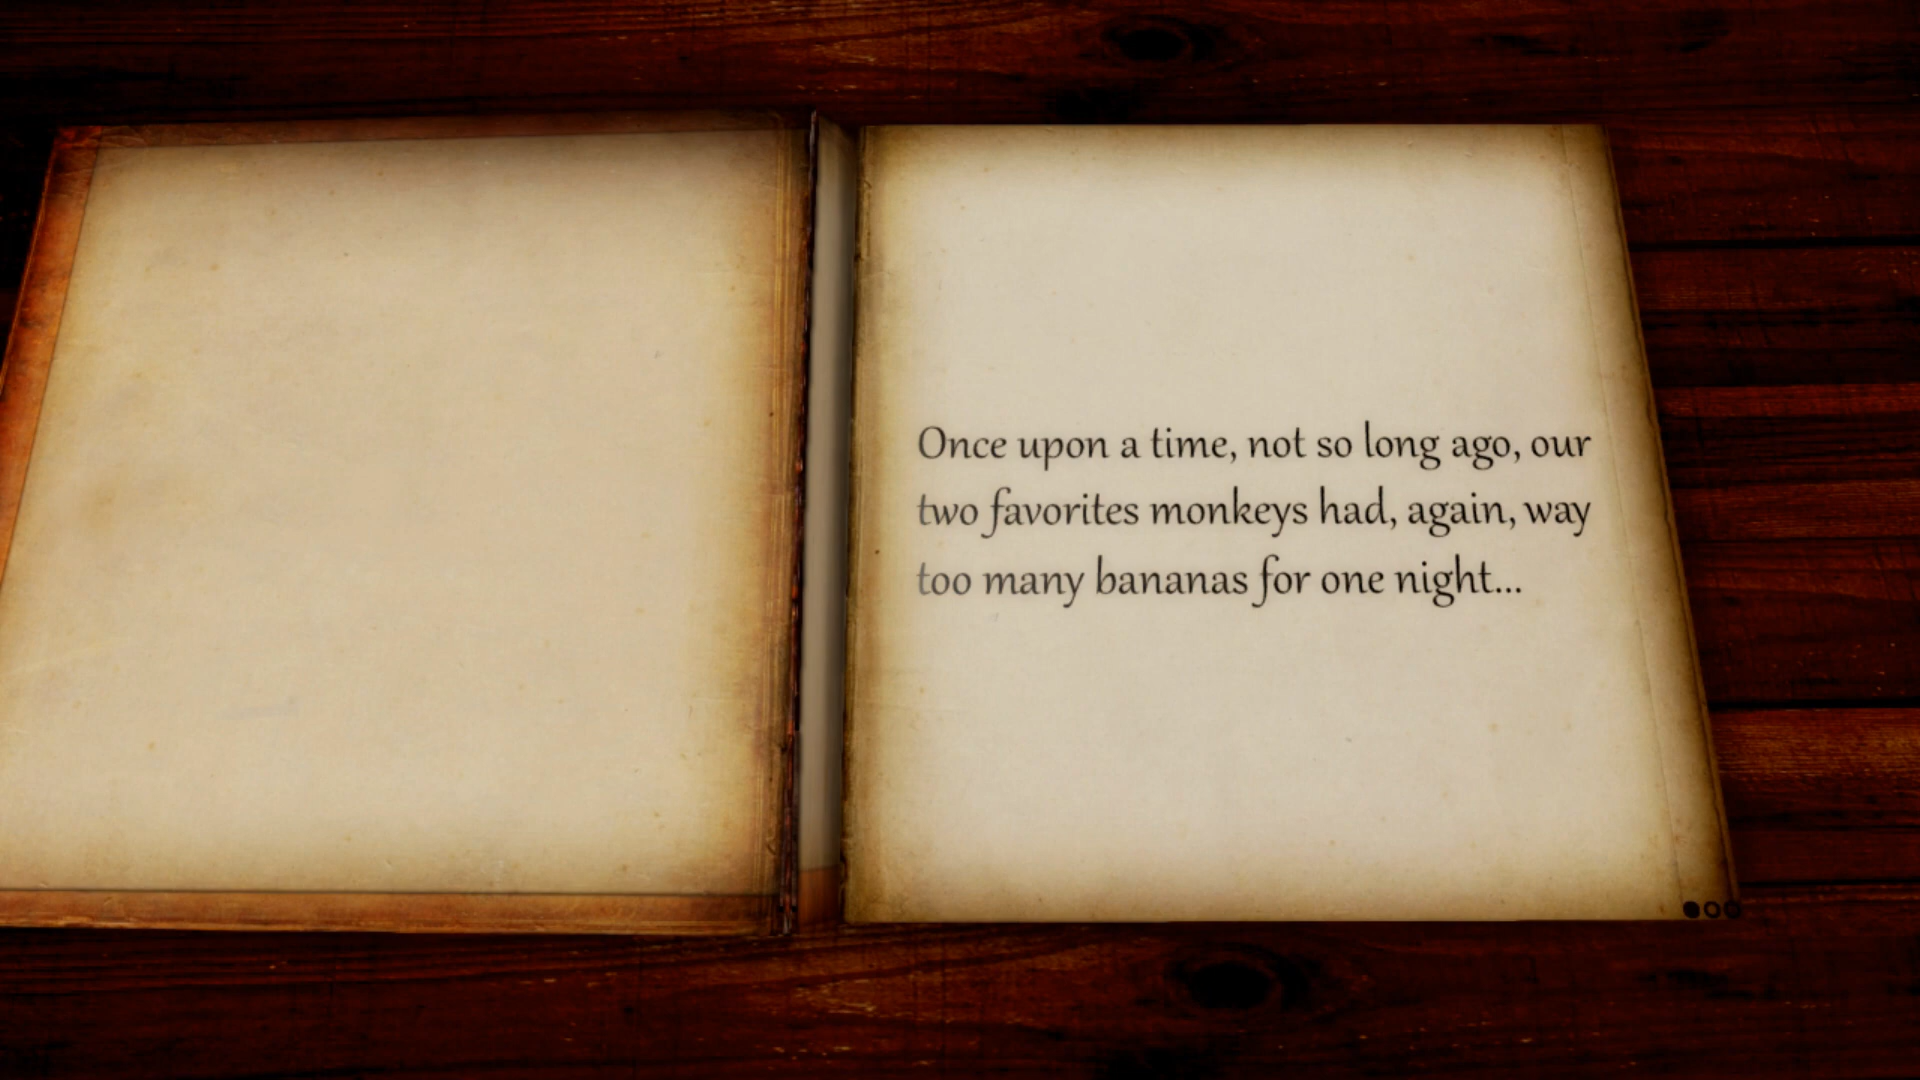 Once upon a time, not so long ago, our
two favorites monkeys had, again, way
too many bananas for one night...